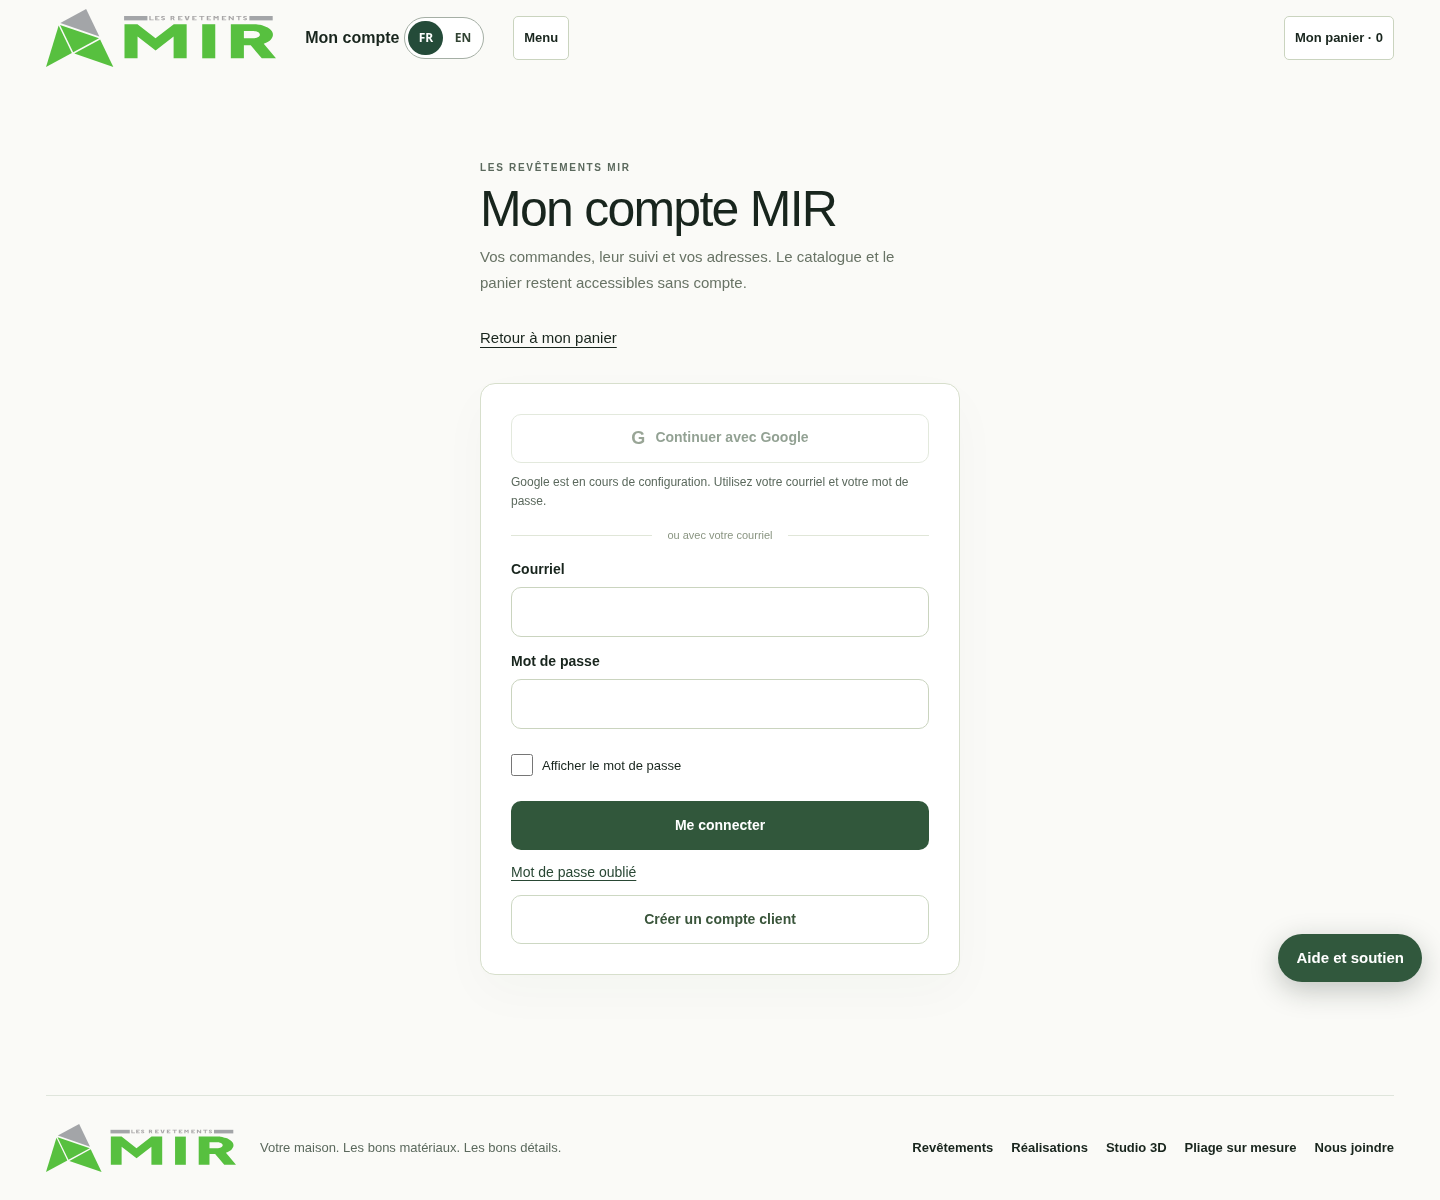 LES REVETEMENTS
MIR
Mon compte
FR
EN
Menu
Mon panier · 0
LES REVÊTEMENTS MIR
Mon compte MIR
Vos commandes, leur suivi et vos adresses. Le catalogue et le
panier restent accessibles sans compte.
Retour à mon panier
G Continuer avec Google
Google est en cours de configuration. Utilisez votre courriel et votre mot de
passe.
ou avec votre courriel
Courriel
Mot de passe
Afficher le mot de passe
Me connecter
Mot de passe oublié
Créer un compte client
Aide et soutien
LES REVETEMENTS
MIR
Votre maison. Les bons matériaux. Les bons détails.
Revêtements
Réalisations
Studio 3D
Pliage sur mesure
Nous joindre